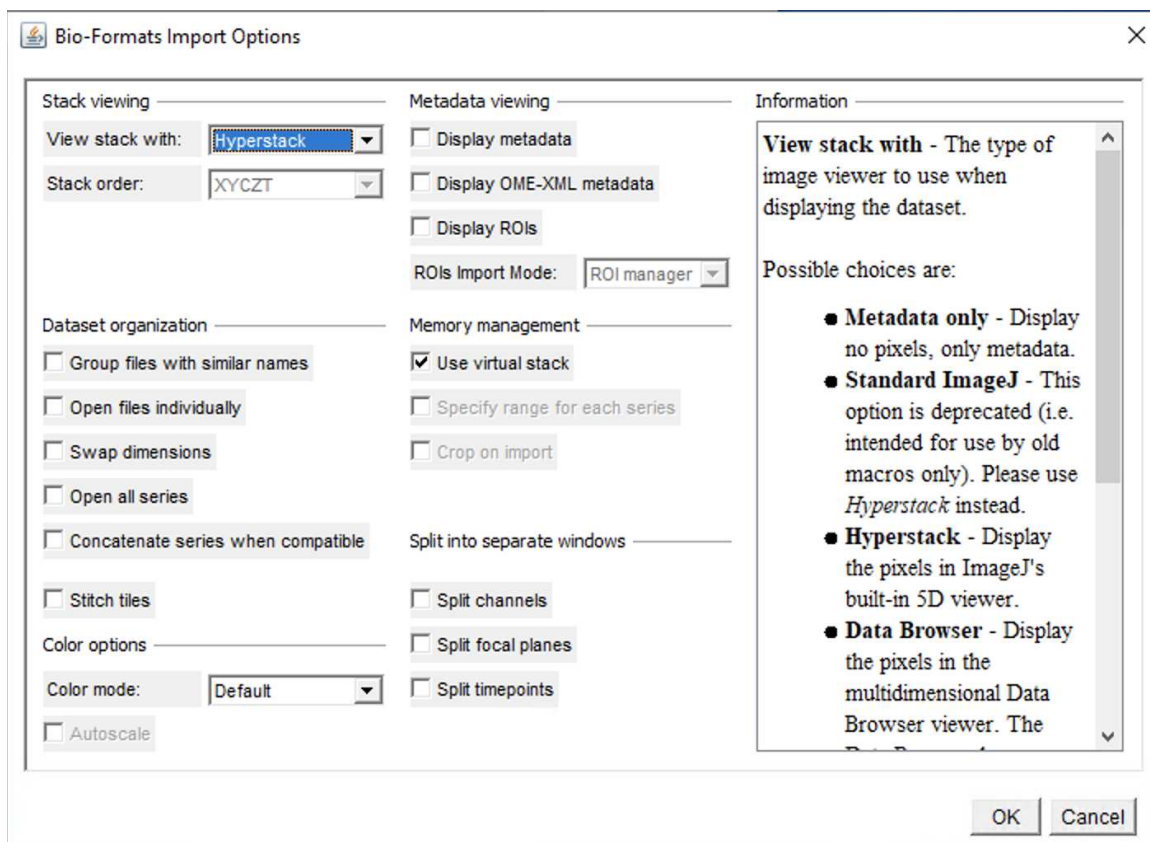 Bio-Formats Import Options
Stack viewing
View stack with:
Hyperstack
Stack order:
XYCZT
Dataset organization
Group files with similar names
Open files individually
Swap dimensions
Open all series
Concatenate series when compatible
Stitch tiles
Color options
Color mode:
Default
Autoscale
Metadata viewing
Display metadata
Display OME-XML metadata
Display ROIs
ROIs Import Mode:
ROI manager
Memory management
Use virtual stack
Specify range for each series
Crop on import
Split into separate windows
Split channels
Split focal planes
Split timepoints
Information
View stack with - The type of
image viewer to use when
displaying the dataset.
Possible choices are:
Metadata only - Display
no pixels, only metadata.
Standard ImageJ - This
option is deprecated (i.e.
intended for use by old
macros only). Please use
Hyperstack instead.
Hyperstack - Display
the pixels in ImageJ's
built-in 5D viewer.
Data Browser - Display
the pixels in the
multidimensional Data
Browser viewer. The
OK
Cancel